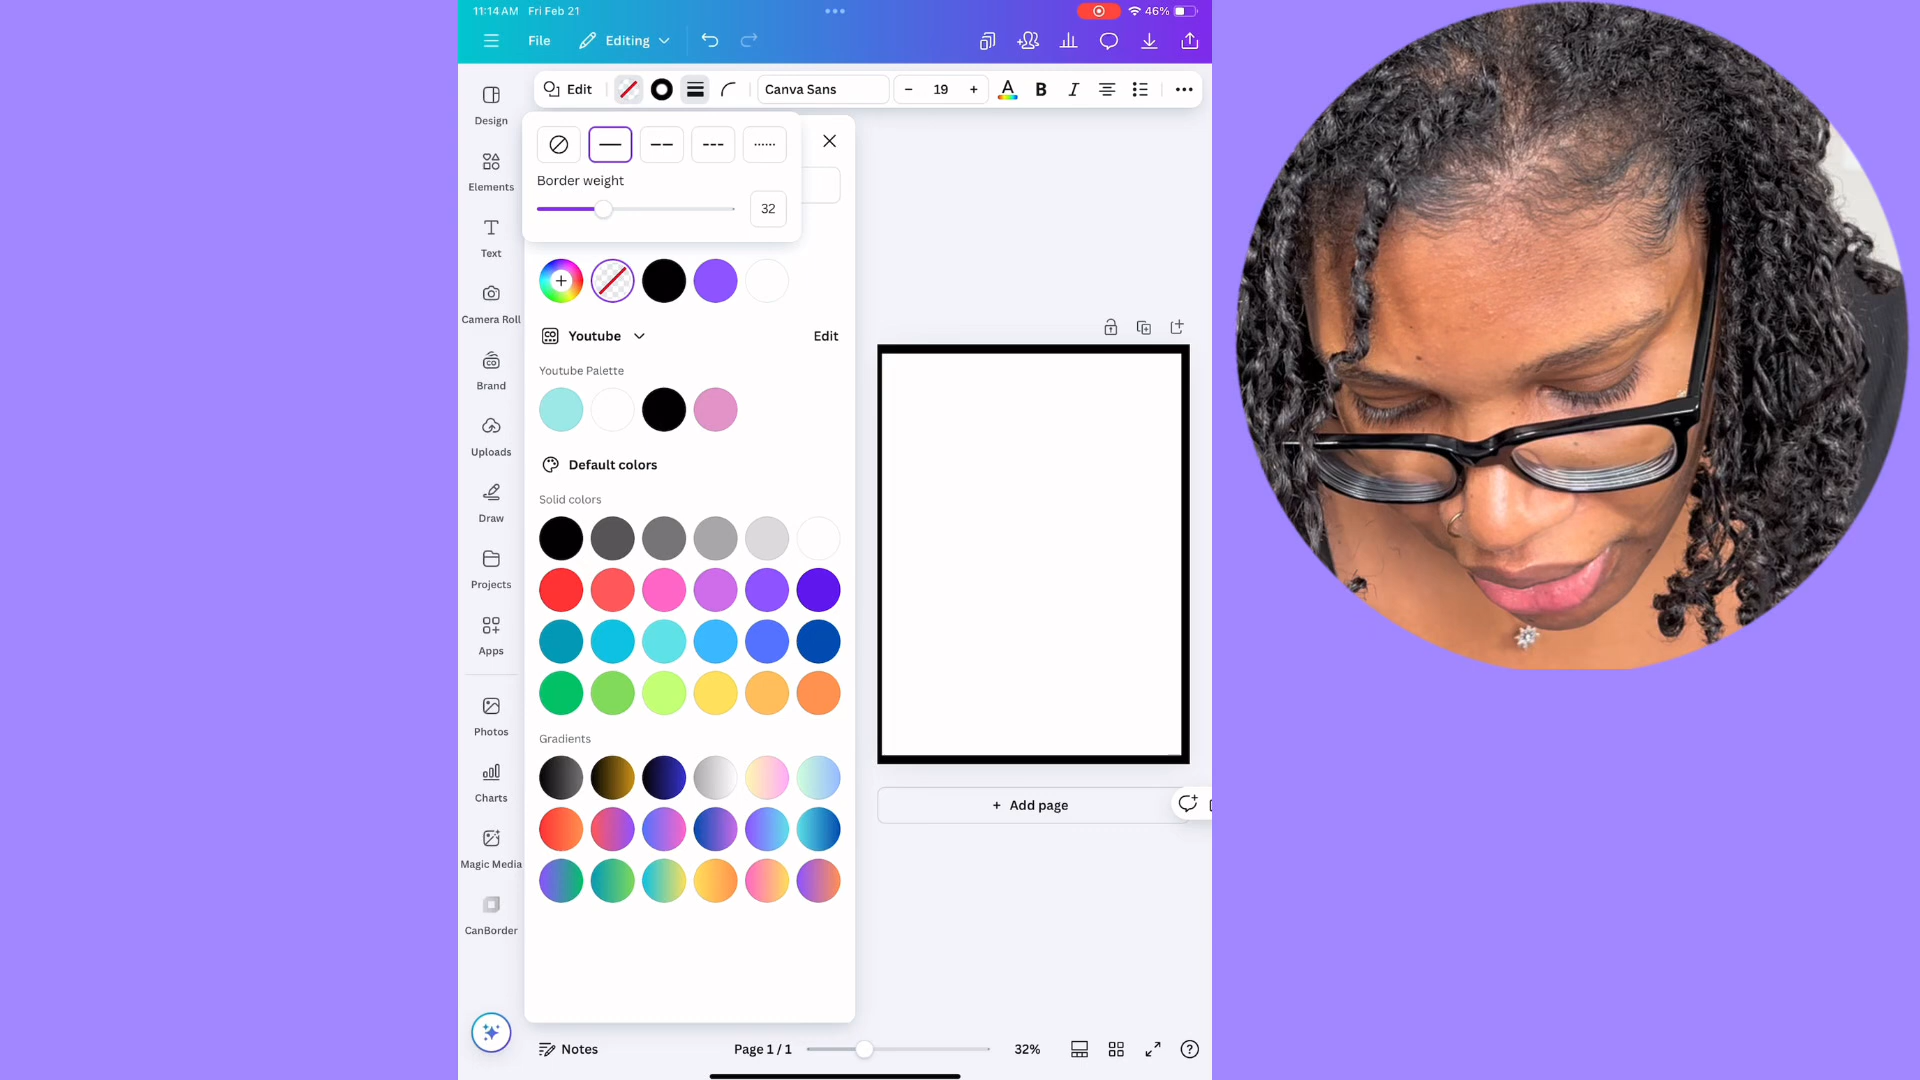 11:14 AM Fri Feb 21
46%
File
Editing
Edit
Canva Sans
− 19 +
A
B
I
Design
Elements
Text
Camera Roll
Brand
Uploads
Draw
Projects
Apps
Photos
Charts
Magic Media
CanBorder
Border weight
32
Youtube
Edit
Youtube Palette
Default colors
Solid colors
Gradients
+ Add page
Notes
Page 1 / 1
32%